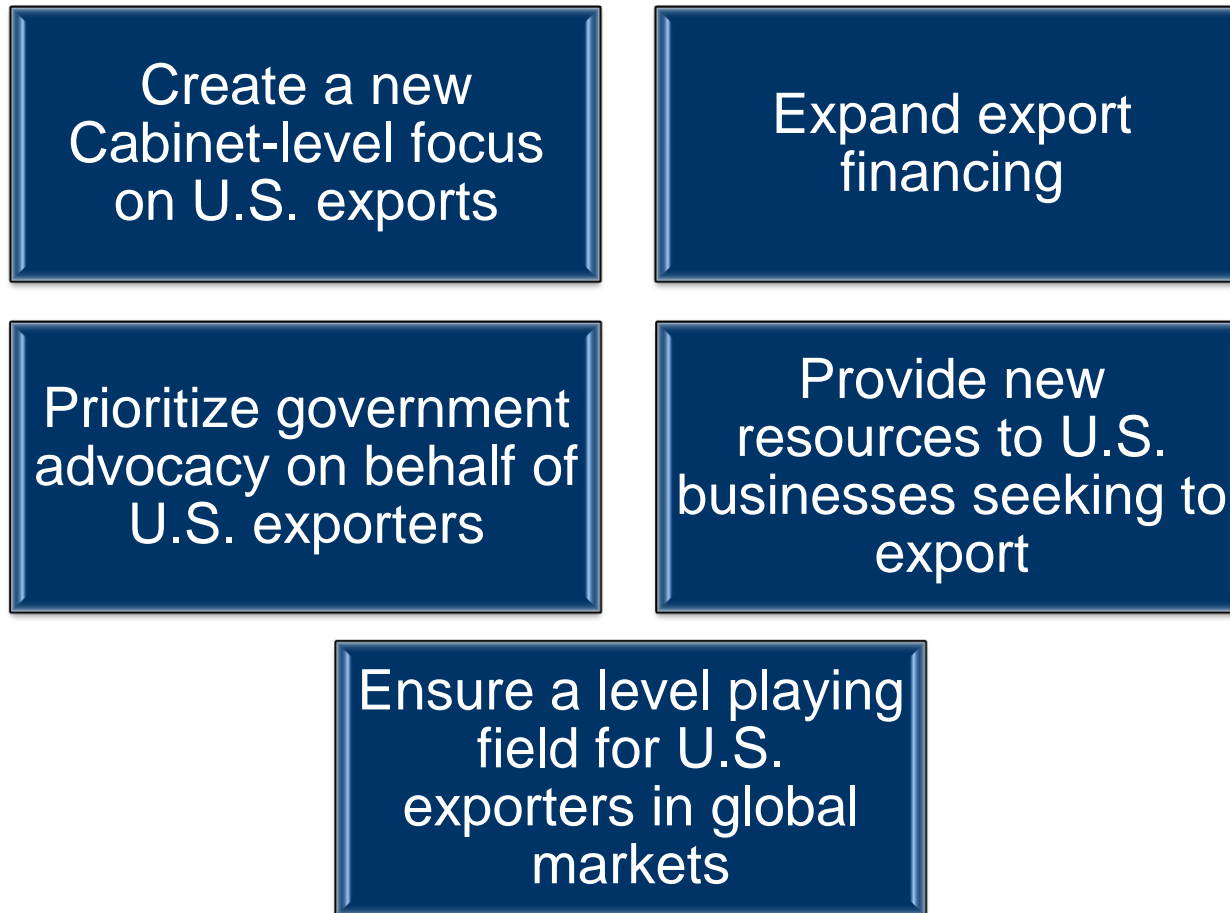 Create a new
Cabinet-level focus
on U.S. exports
Expand export
financing
Prioritize government
advocacy on behalf of
U.S. exporters
Provide new
resources to U.S.
businesses seeking to
export
Ensure a level playing
field for U.S.
exporters in global
markets